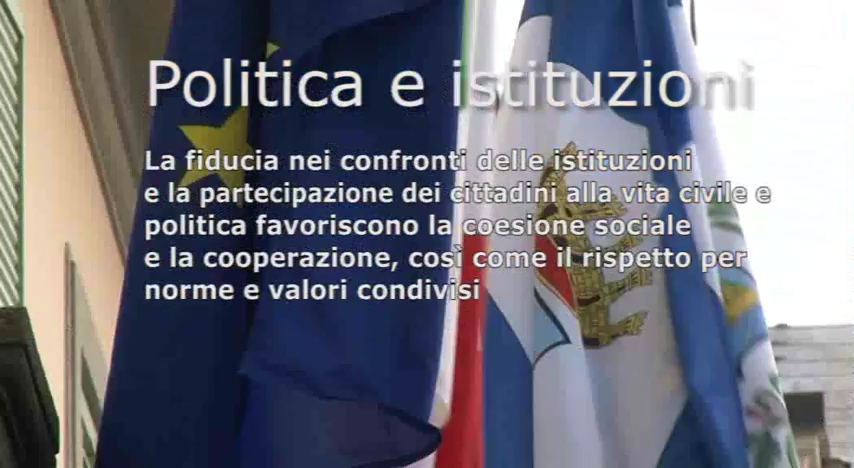 Politica e istituzioni
La fiducia nei confronti delle istituzioni
e la partecipazione dei cittadini alla vita civile e
politica favoriscono la coesione sociale
e la cooperazione, così come il rispetto per
norme e valori condivisi